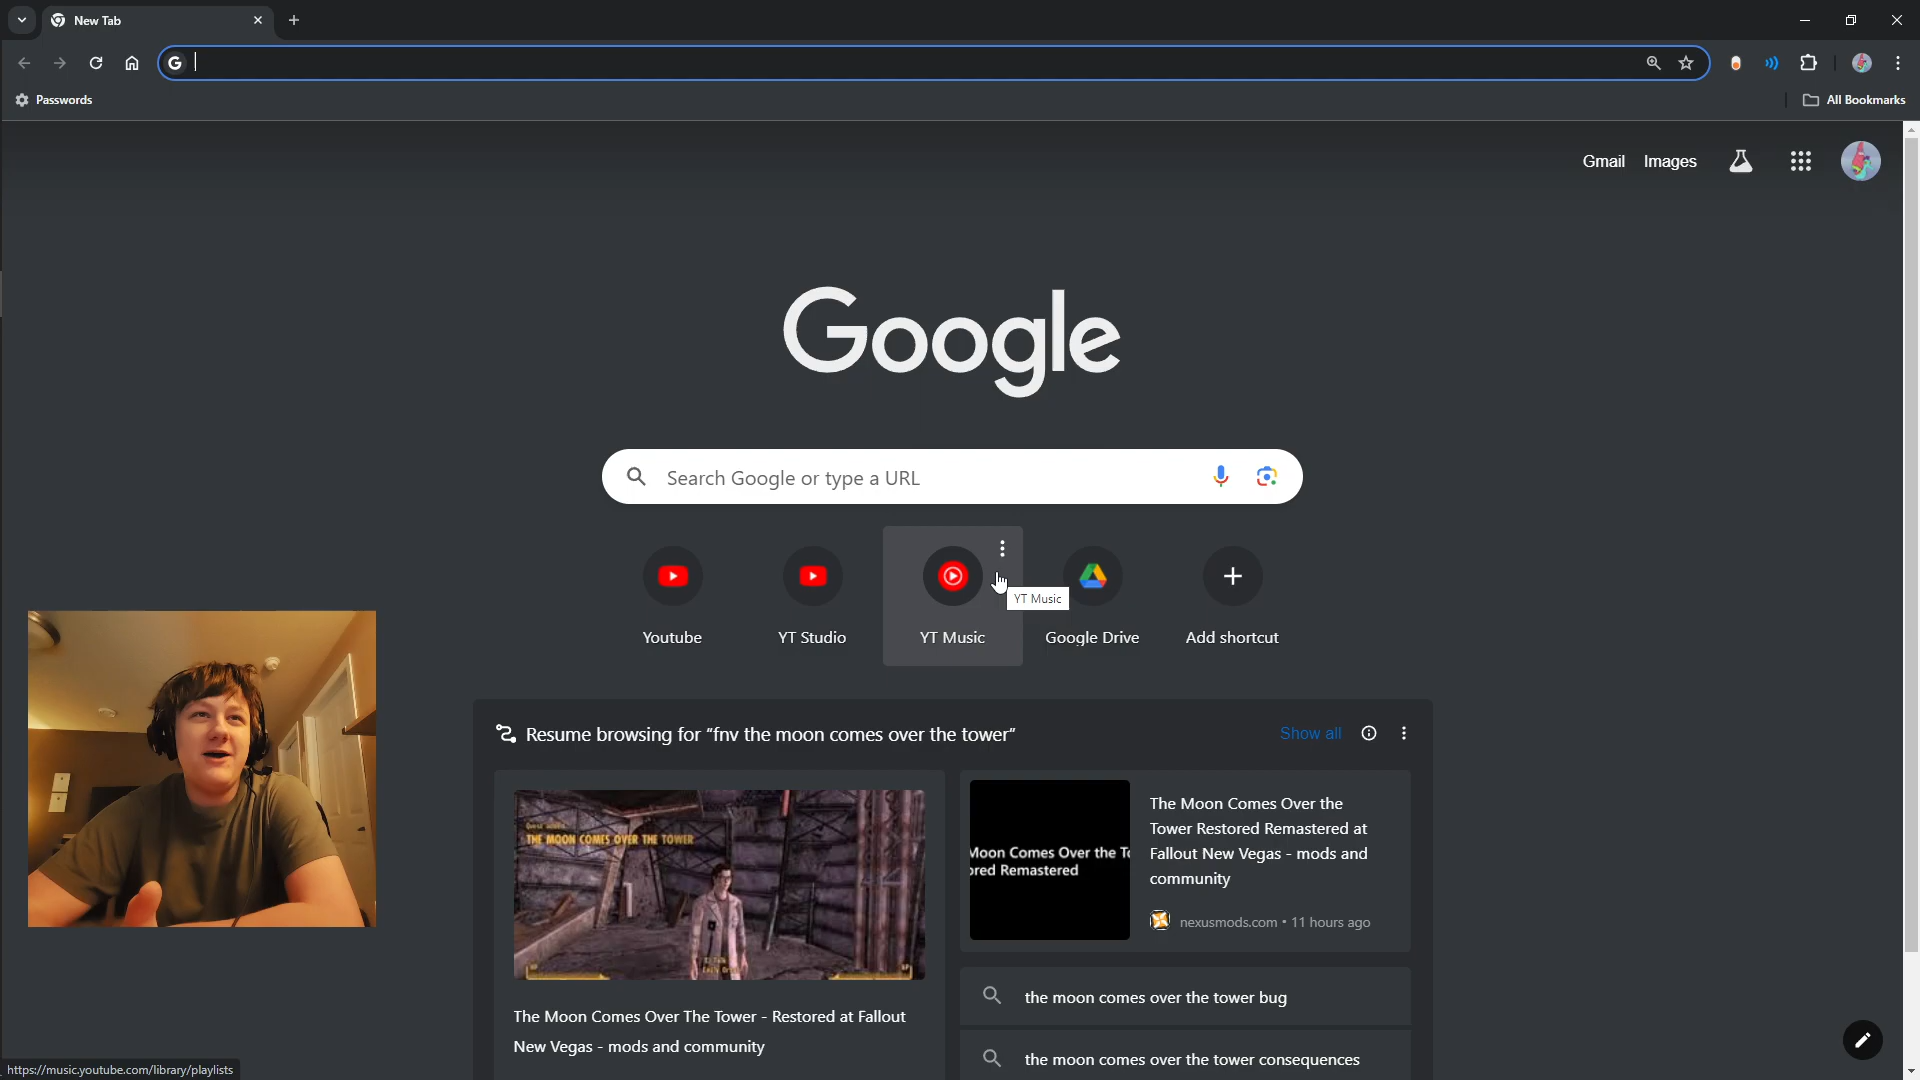 New Tab
Passwords
All Bookmarks
Gmail Images
Google
Search Google or type a URL
YT Music
Youtube
YT Studio
YT Music
Google Drive
Add shortcut
Resume browsing for "fnv the moon comes over the tower"
Show all
THE MOON COMES OVER THE TOWER
The Moon Comes Over The Tower - Restored at Fallout
New Vegas - mods and community
Moon Comes Over the
Remastered
The Moon Comes Over the
Tower Restored Remastered at
Fallout New Vegas - mods and
community
nexusmods.com • 11 hours ago
the moon comes over the tower bug
the moon comes over the tower consequences
https://music.youtube.com/library/playlists